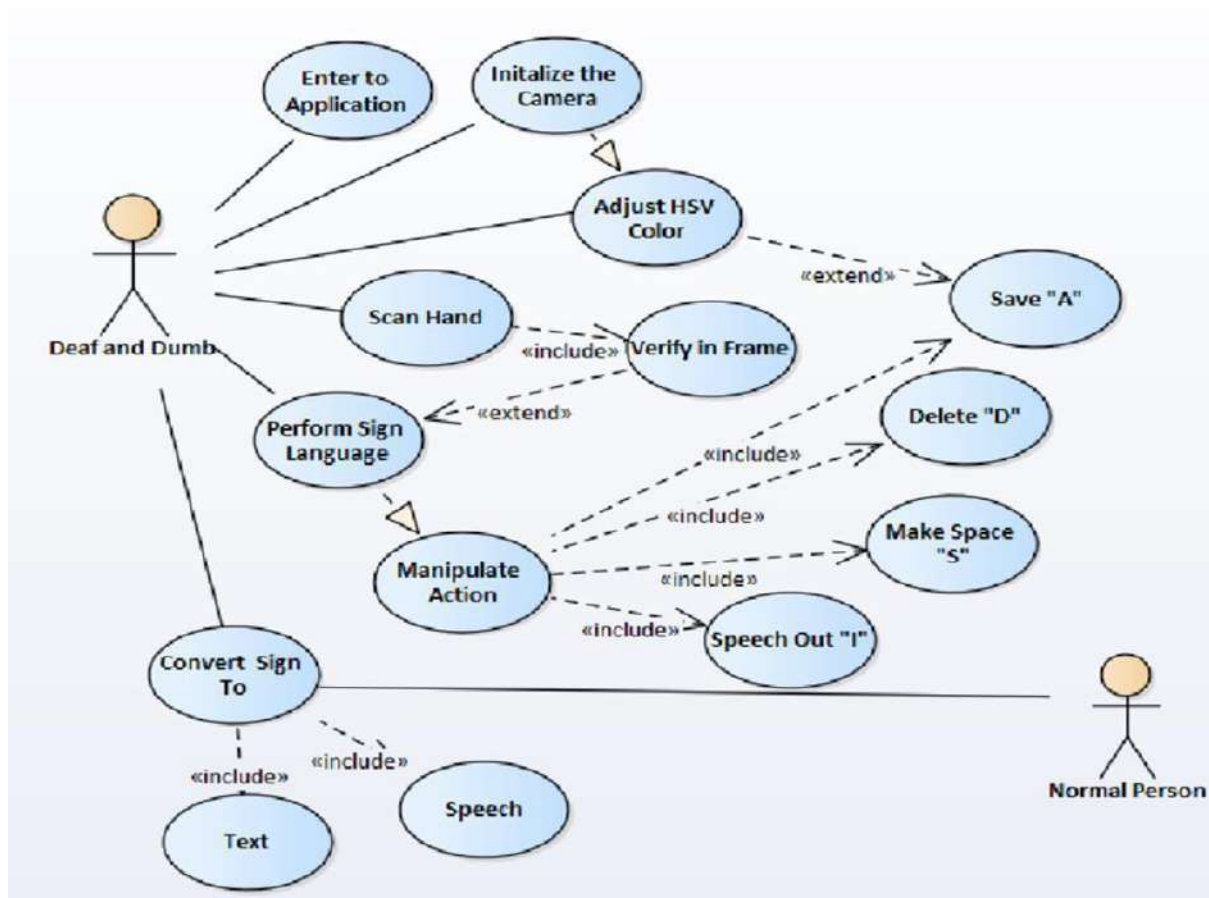 Enter to
Application
Initalize the
Camera
Adjust HSV
Color
«extend»
Save "A"
Scan Hand
«include»
Verify in Frame
Deaf and Dumb
«extend»
Delete "D"
Perform Sign
Language
«include»
«include»
Make Space
"S"
Manipulate
Action
«include»
«include»
Speech Out "I"
Convert Sign
To
«include»
«include»
Normal Person
Speech
Text